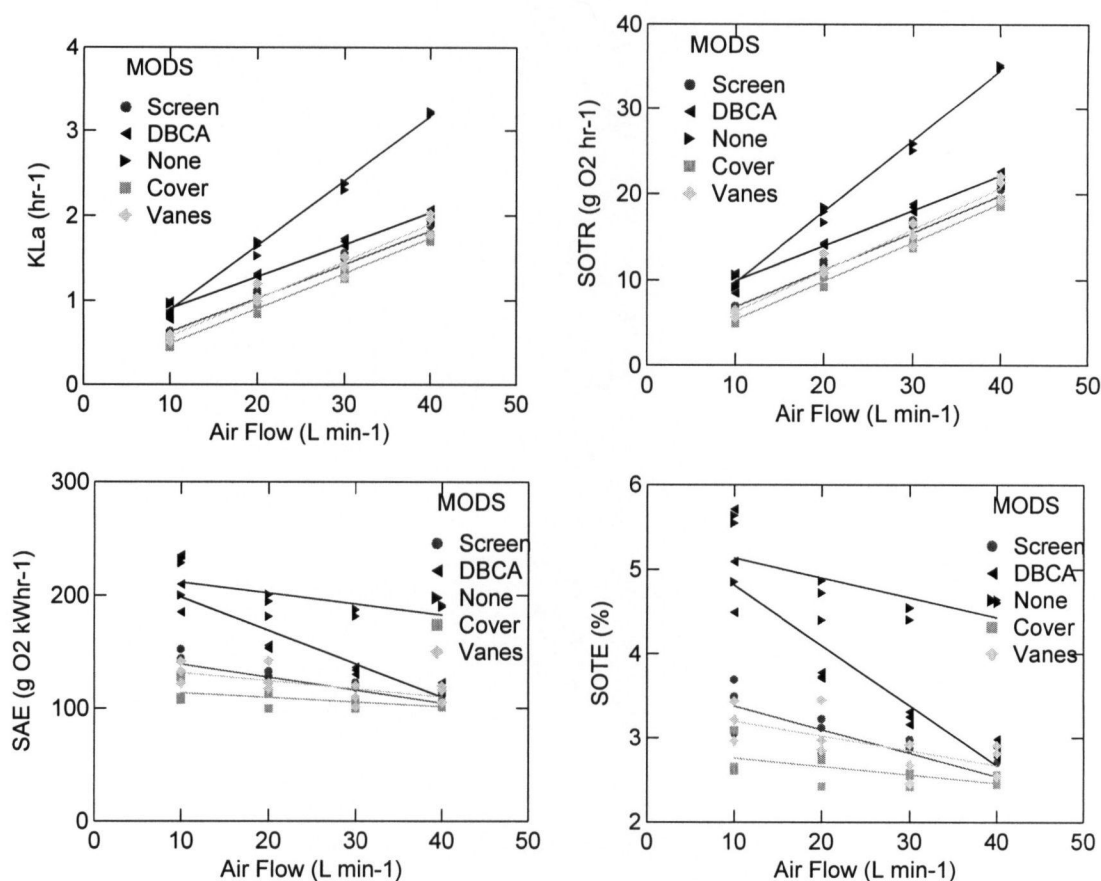 4
3
2
1
0
KLa (hr-1)
MODS
Screen
DBCA
None
Cover
Vanes
0 10 20 30 40 50
Air Flow (L min-1)
40
30
20
10
0
SOTR (g O2 hr-1)
MODS
Screen
DBCA
None
Cover
Vanes
0 10 20 30 40 50
Air Flow (L min-1)
300
200
100
0
SAE (g O2 kWhr-1)
MODS
Screen
DBCA
None
Cover
Vanes
0 10 20 30 40 50
Air Flow (L min-1)
6
5
4
3
2
SOTE (%)
MODS
Screen
DBCA
None
Cover
Vanes
0 10 20 30 40 50
Air Flow (L min-1)